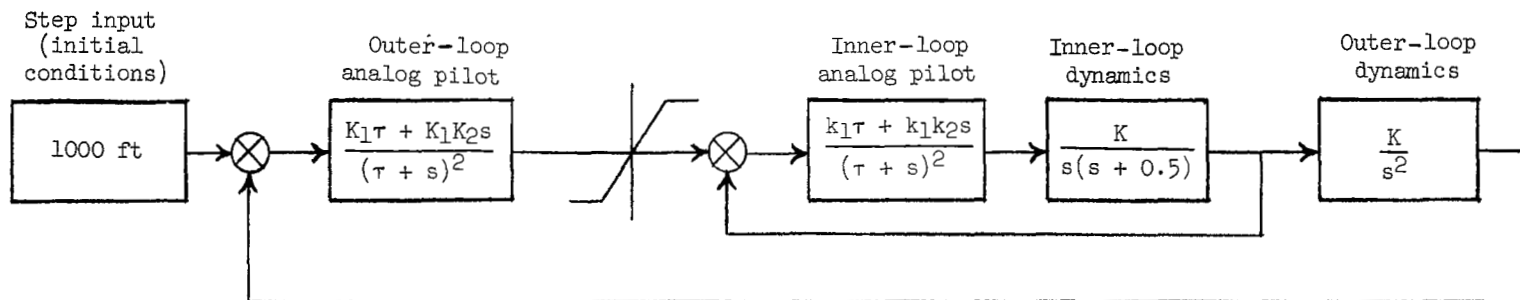 Step input
(initial
conditions)
Outer-loop
analog pilot
Inner-loop
analog pilot
Inner-loop
dynamics
Outer-loop
dynamics
1000 ft
K₁τ + K₁K₂s
(τ + s)²
k₁τ + k₁k₂s
(τ + s)²
K
s(s + 0.5)
K
s²